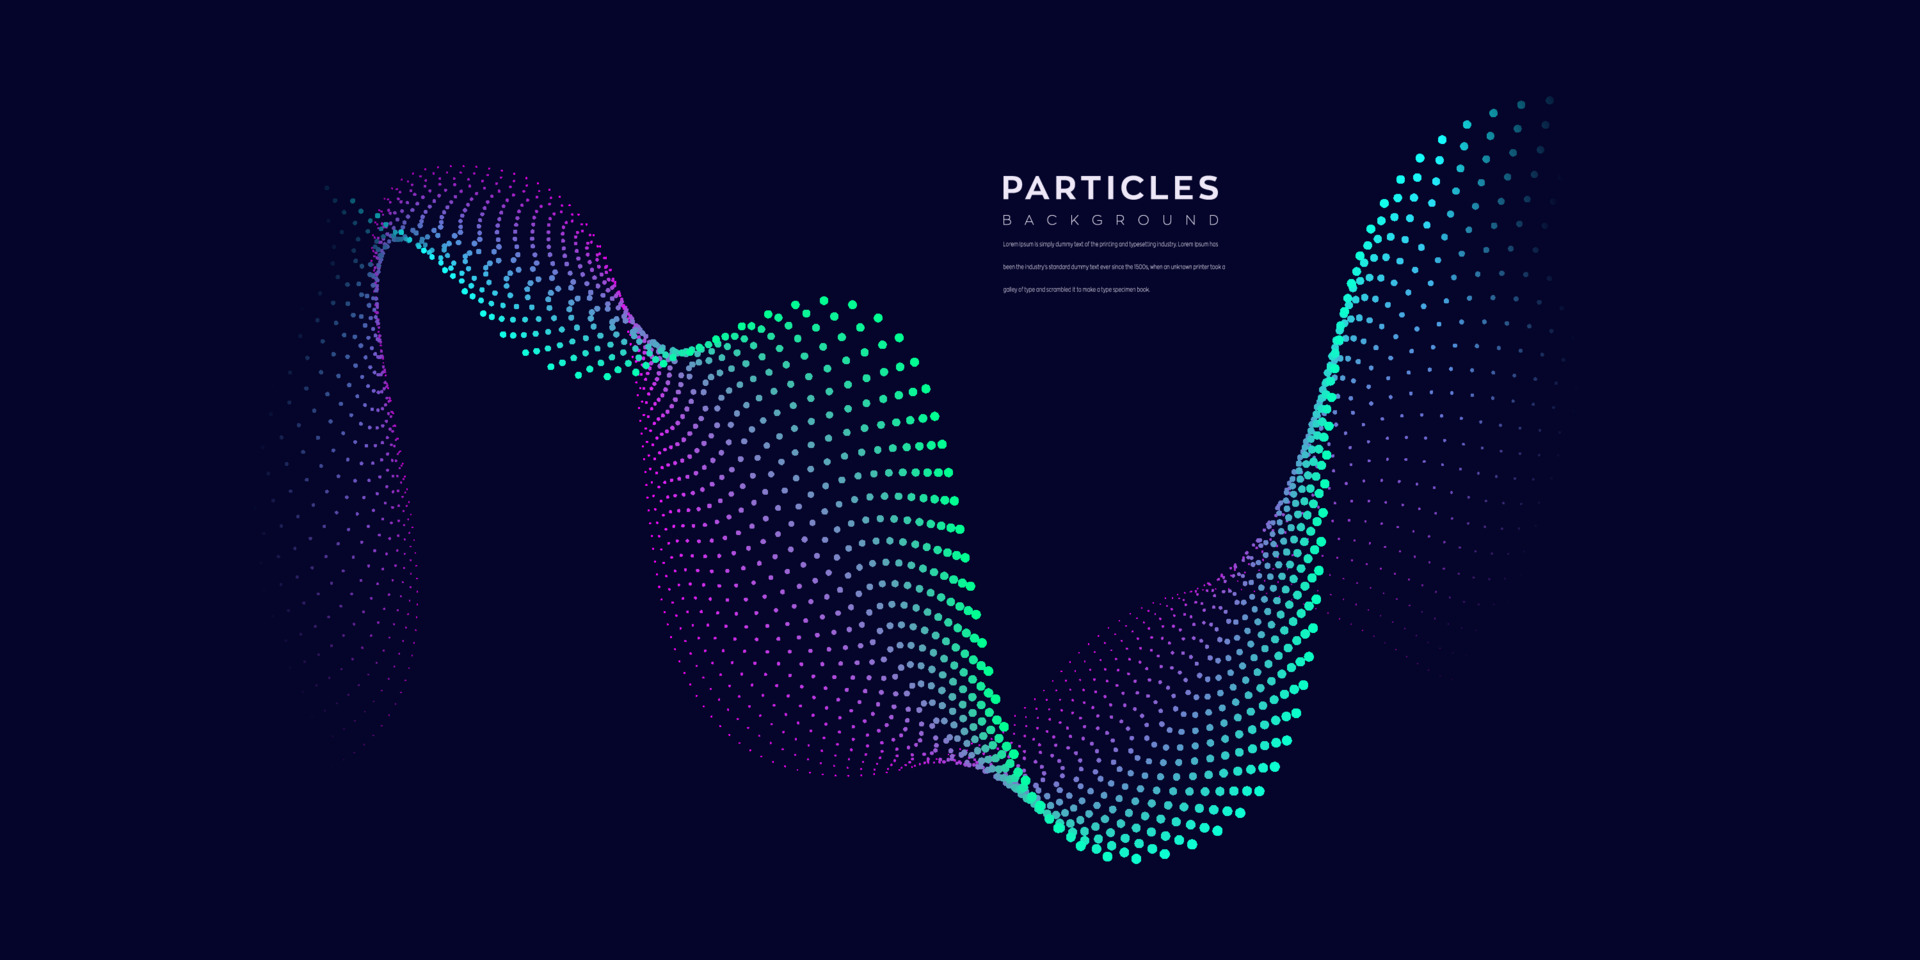 PARTICLES
BACKGROUND
Lorem Ipsum is simply dummy text of the printing and typesetting industry. Lorem Ipsum has
been the industry's standard dummy text ever since the 1500s, when an unknown printer took a
galley of type and scrambled it to make a type specimen book.